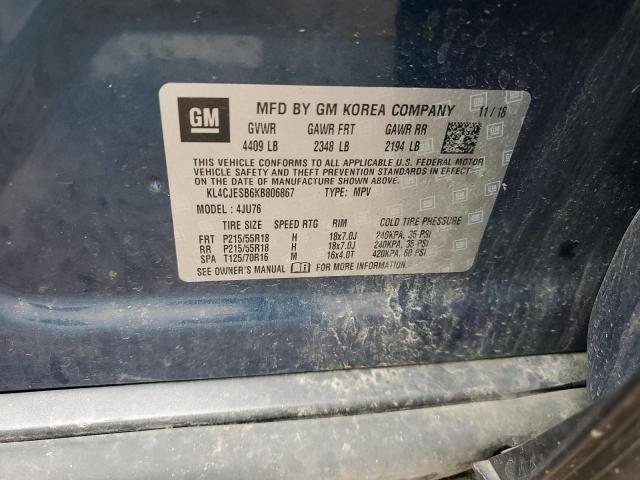 GM MFD BY GM KOREA COMPANY 11/18
GVWR GAWR FRT GAWR RR
4409 LB 2348 LB 2194 LB
THIS VEHICLE CONFORMS TO ALL APPLICABLE U.S. FEDERAL MOTOR
VEHICLE SAFETY AND THEFT PREVENTION STANDARDS IN EFFECT ON THE
DATE OF MANUFACTURE SHOWN ABOVE.
KL4CJESB6KB806867 TYPE: MPV
MODEL : 4JU76
TIRE SIZE SPEED RTG RIM COLD TIRE PRESSURE
FRT P215/55R18 H 18x7.0J 240KPA, 35 PSI
RR P215/55R18 H 18x7.0J 240KPA, 35 PSI
SPA T125/70R16 M 16x4.0T 420KPA, 60 PSI
SEE OWNER'S MANUAL FOR MORE INFORMATION.